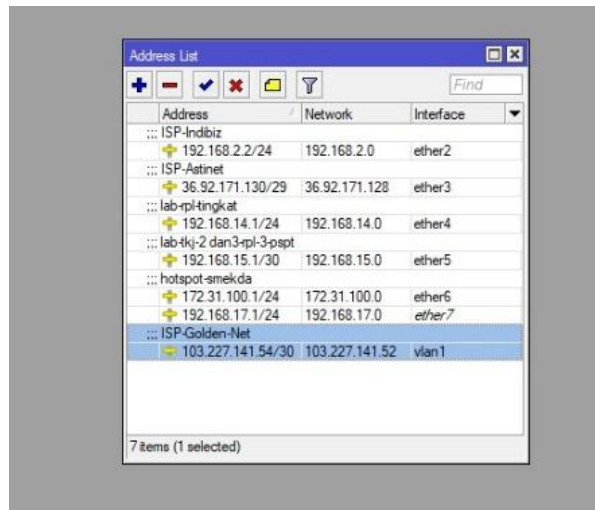 Address List
Find
Address Network Interface
;;; ISP-Indibiz
192.168.2.2/24 192.168.2.0 ether2
;;; ISP-Astinet
36.92.171.130/29 36.92.171.128 ether3
;;; lab-rpl-tingkat
192.168.14.1/24 192.168.14.0 ether4
;;; lab-tkj-2 dan3-rpl-3-pspt
192.168.15.1/30 192.168.15.0 ether5
;;; hotspot-smekda
172.31.100.1/24 172.31.100.0 ether6
192.168.17.1/24 192.168.17.0 ether7
;;; ISP-Golden-Net
103.227.141.54/30 103.227.141.52 vlan1
7 items (1 selected)